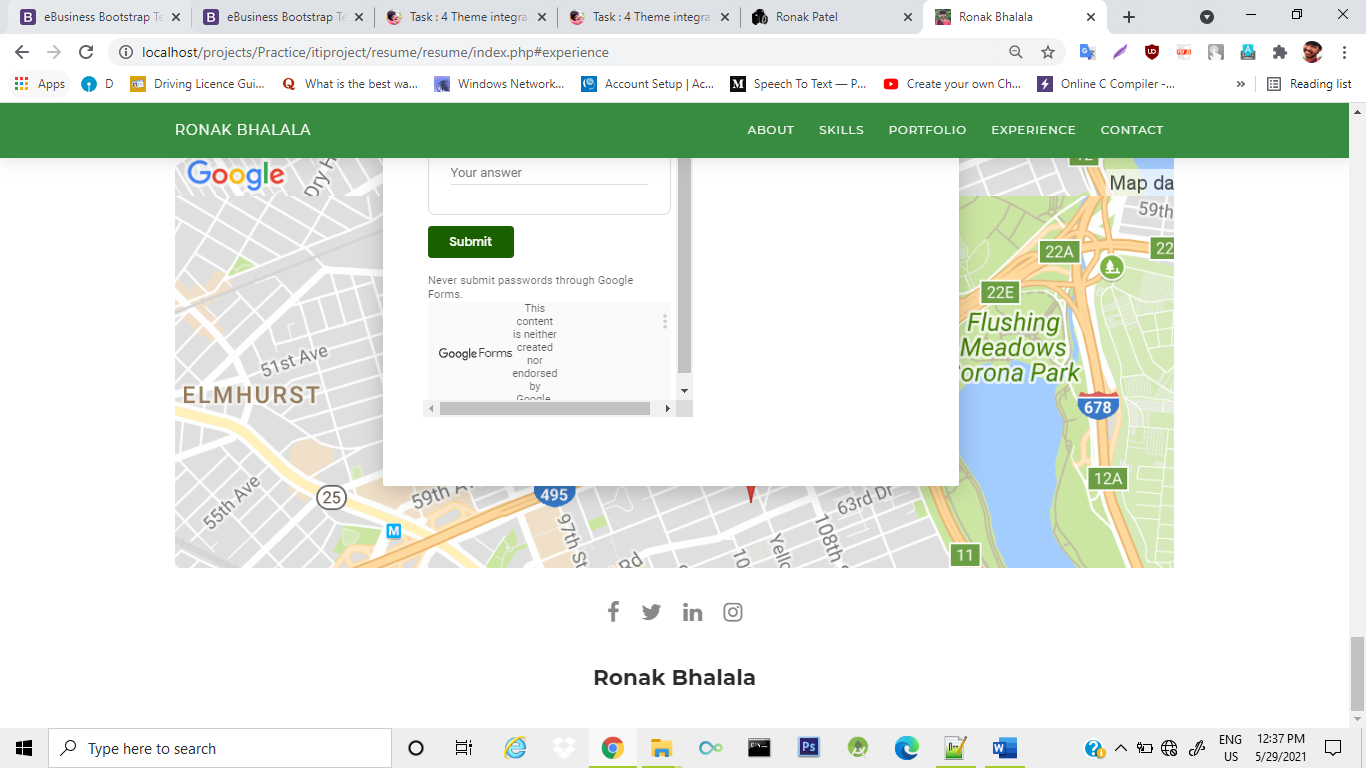 eBusiness Bootstrap Te
eBusiness Bootstrap Te
Task : 4 Theme integra
Task : 4 Theme integra
Ronak Patel
Ronak Bhalala
localhost/projects/Practice/itiproject/resume/resume/index.php#experience
Apps
D
Driving Licence Gui...
What is the best wa...
Windows Network...
Account Setup | Ac...
Speech To Text — P...
Create your own Ch...
Online C Compiler -...
»
Reading list
RONAK BHALALA
ABOUT
SKILLS
PORTFOLIO
EXPERIENCE
CONTACT
Google
Dry H
Your answer
Map da
59th
Submit
22A
22
22E
Never submit passwords through Google
Forms.
This
content
is neither
created
nor
endorsed
by
Google
Google Forms
Flushing
Meadows
Corona Park
51st Ave
ELMHURST
678
12A
25
55th Ave
59th A
495
63rd Dr
M
97th St
Rd
10
Yello
108th S
11
Ronak Bhalala
Type here to search
ENG
US
12:37 PM
5/29/2021